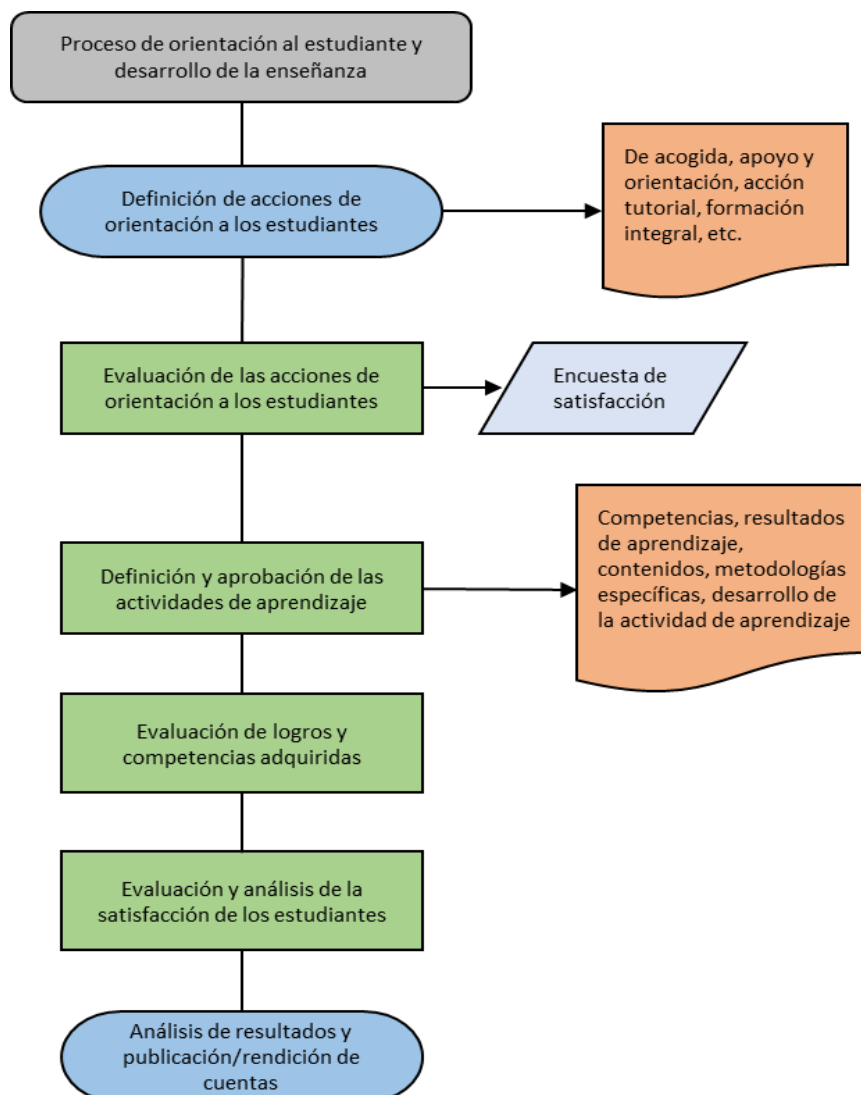 Proceso de orientación al estudiante y
desarrollo de la enseñanza
Definición de acciones de
orientación a los estudiantes
De acogida, apoyo y
orientación, acción
tutorial, formación
integral, etc.
Evaluación de las acciones de
orientación a los estudiantes
Encuesta de
satisfacción
Definición y aprobación de las
actividades de aprendizaje
Competencias, resultados
de aprendizaje,
contenidos, metodologías
específicas, desarrollo de
la actividad de aprendizaje
Evaluación de logros y
competencias adquiridas
Evaluación y análisis de la
satisfacción de los estudiantes
Análisis de resultados y
publicación/rendición de
cuentas